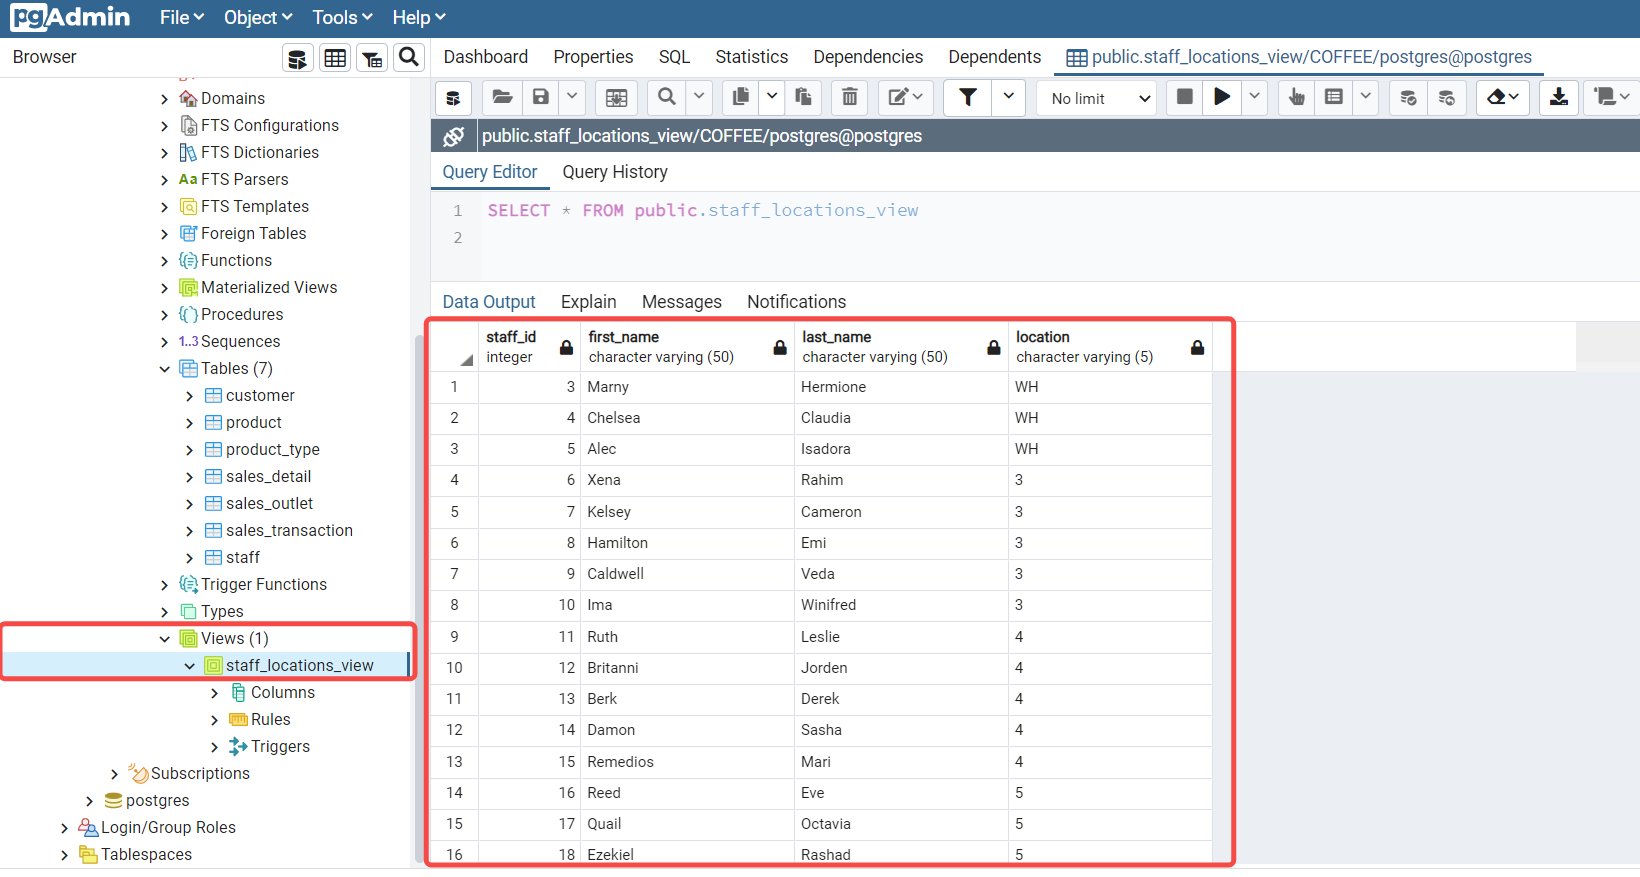 pgAdmin File Object Tools Help
Browser
Dashboard Properties SQL Statistics Dependencies Dependents public.staff_locations_view/COFFEE/postgres@postgres
No limit
public.staff_locations_view/COFFEE/postgres@postgres
Query Editor Query History
1 SELECT * FROM public.staff_locations_view
2
Domains
FTS Configurations
FTS Dictionaries
Aa FTS Parsers
FTS Templates
Foreign Tables
Functions
Materialized Views
Procedures
1..3 Sequences
Tables (7)
customer
product
product_type
sales_detail
sales_outlet
sales_transaction
staff
Trigger Functions
Types
Views (1)
staff_locations_view
Columns
Rules
Triggers
Subscriptions
postgres
Login/Group Roles
Tablespaces
Data Output Explain Messages Notifications
staff_id first_name last_name location
integer character varying (50) character varying (50) character varying (5)
1 3 Marny Hermione WH
2 4 Chelsea Claudia WH
3 5 Alec Isadora WH
4 6 Xena Rahim 3
5 7 Kelsey Cameron 3
6 8 Hamilton Emi 3
7 9 Caldwell Veda 3
8 10 Ima Winifred 3
9 11 Ruth Leslie 4
10 12 Britanni Jorden 4
11 13 Berk Derek 4
12 14 Damon Sasha 4
13 15 Remedios Mari 4
14 16 Reed Eve 5
15 17 Quail Octavia 5
16 18 Ezekiel Rashad 5